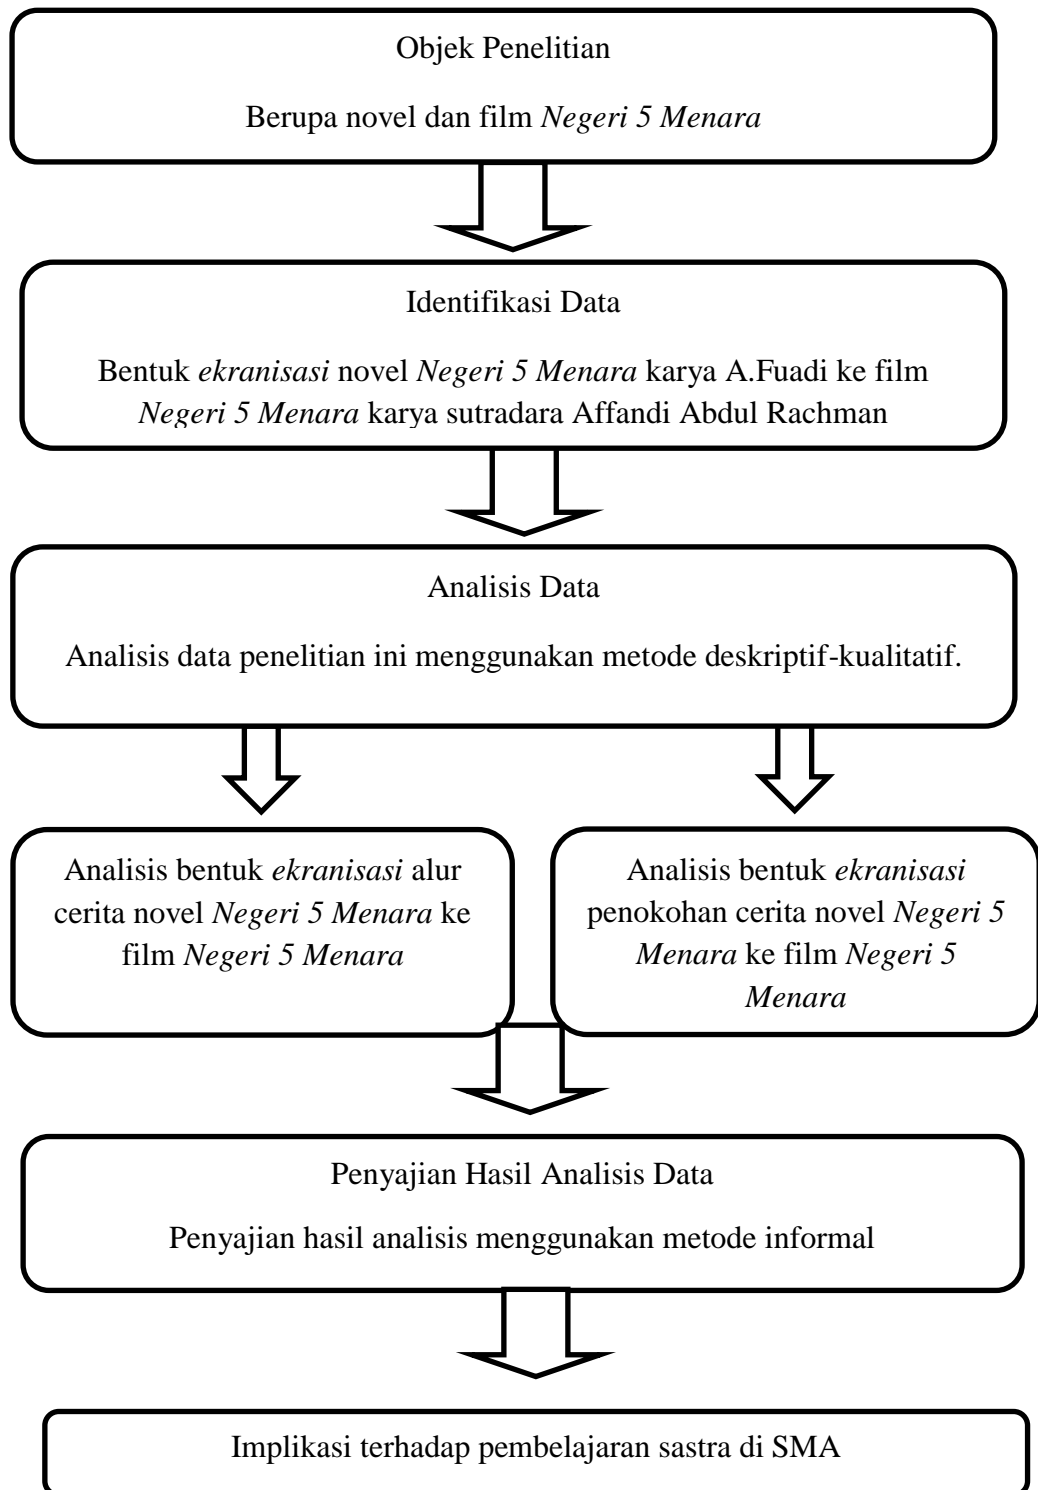 Objek Penelitian
Berupa novel dan film Negeri 5 Menara
Identifikasi Data
Bentuk ekranisasi novel Negeri 5 Menara karya A.Fuadi ke film
Negeri 5 Menara karya sutradara Affandi Abdul Rachman
Analisis Data
Analisis data penelitian ini menggunakan metode deskriptif-kualitatif.
Analisis bentuk ekranisasi alur
cerita novel Negeri 5 Menara ke
film Negeri 5 Menara
Analisis bentuk ekranisasi
penokohan cerita novel Negeri 5
Menara ke film Negeri 5
Menara
Penyajian Hasil Analisis Data
Penyajian hasil analisis menggunakan metode informal
Implikasi terhadap pembelajaran sastra di SMA